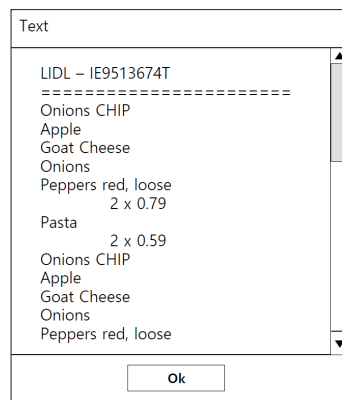 Text
LIDL – IE9513674T
=======================
Onions CHIP
Apple
Goat Cheese
Onions
Peppers red, loose
2 x 0.79
Pasta
2 x 0.59
Onions CHIP
Apple
Goat Cheese
Onions
Peppers red, loose
Ok